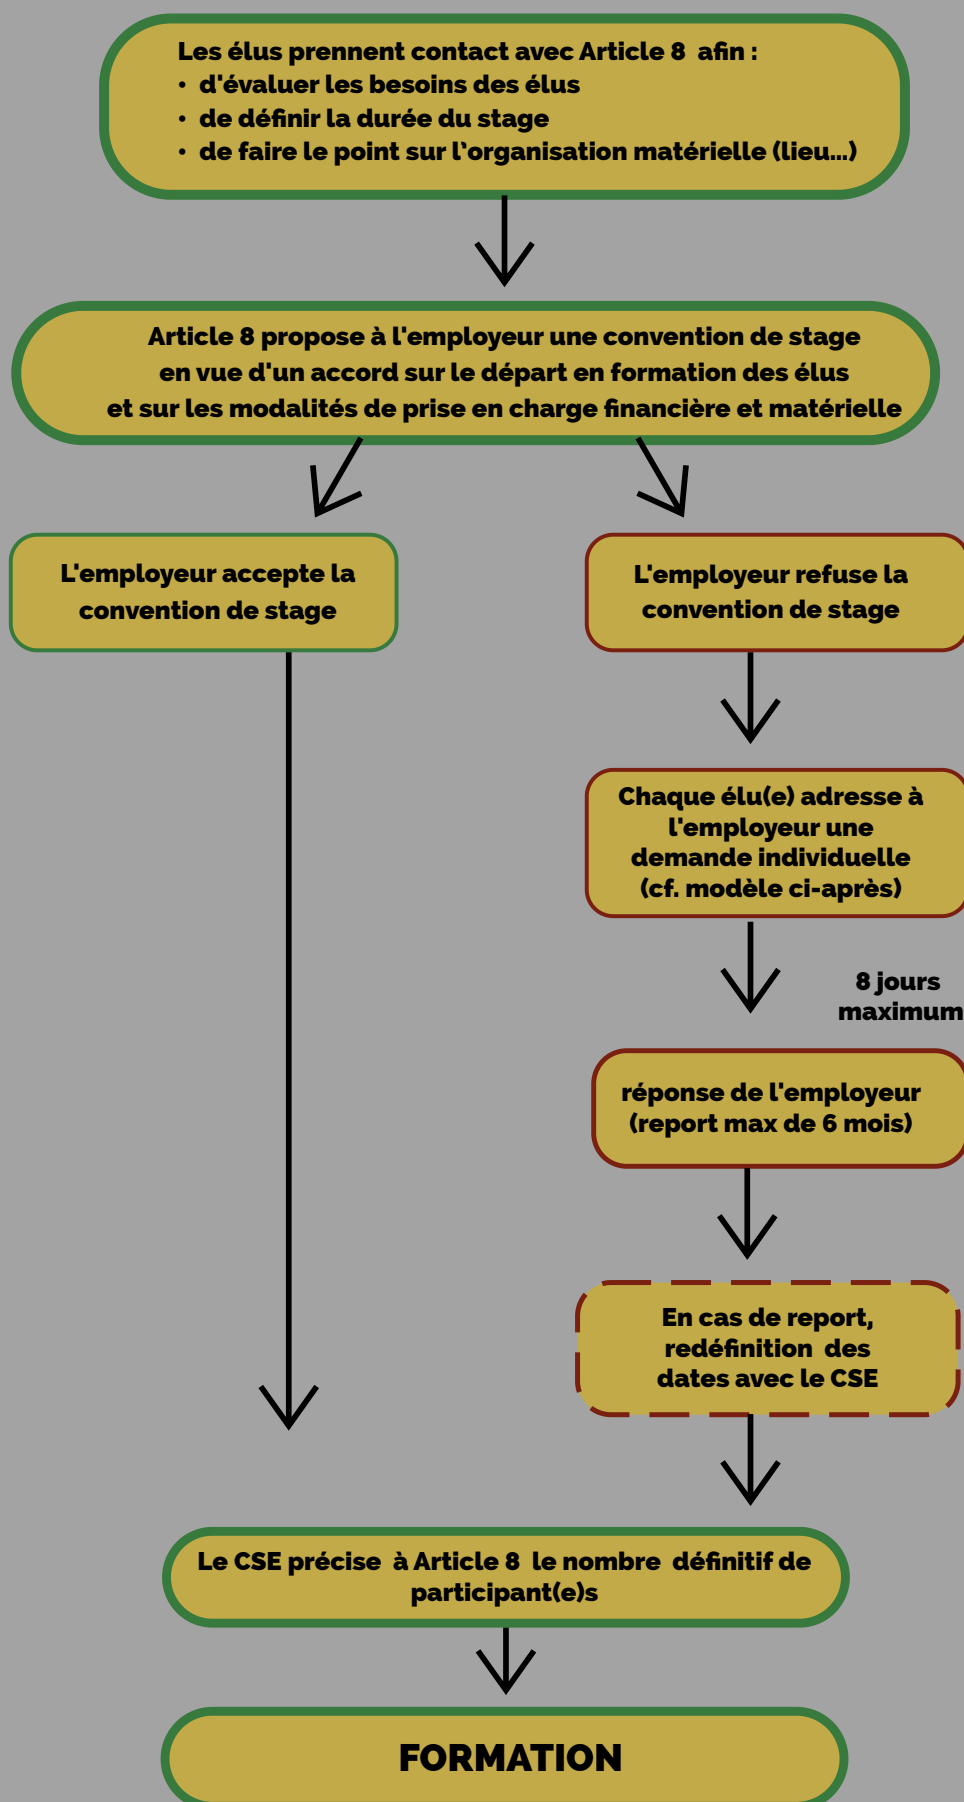 Les élus prennent contact avec Article 8 afin :
• d'évaluer les besoins des élus
• de définir la durée du stage
• de faire le point sur l'organisation matérielle (lieu...)
Article 8 propose à l'employeur une convention de stage
en vue d'un accord sur le départ en formation des élus
et sur les modalités de prise en charge financière et matérielle
L'employeur accepte la
convention de stage
L'employeur refuse la
convention de stage
Chaque élu(e) adresse à
l'employeur une
demande individuelle
(cf. modèle ci-après)
8 jours
maximum
réponse de l'employeur
(report max de 6 mois)
En cas de report,
redéfinition des
dates avec le CSE
Le CSE précise à Article 8 le nombre définitif de
participant(e)s
FORMATION